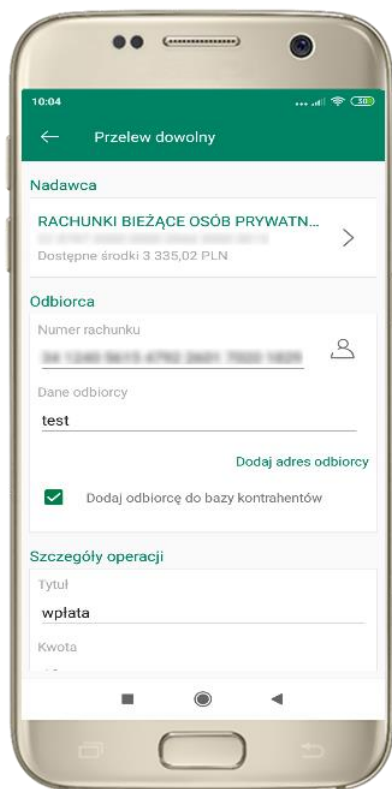 10:04
30
Przelew dowolny
Nadawca
RACHUNKI BIEŻĄCE OSÓB PRYWATN...
Dostępne środki 3 335,02 PLN
Odbiorca
Numer rachunku
Dane odbiorcy
test
Dodaj adres odbiorcy
Dodaj odbiorcę do bazy kontrahentów
Szczegóły operacji
Tytuł
wpłata
Kwota